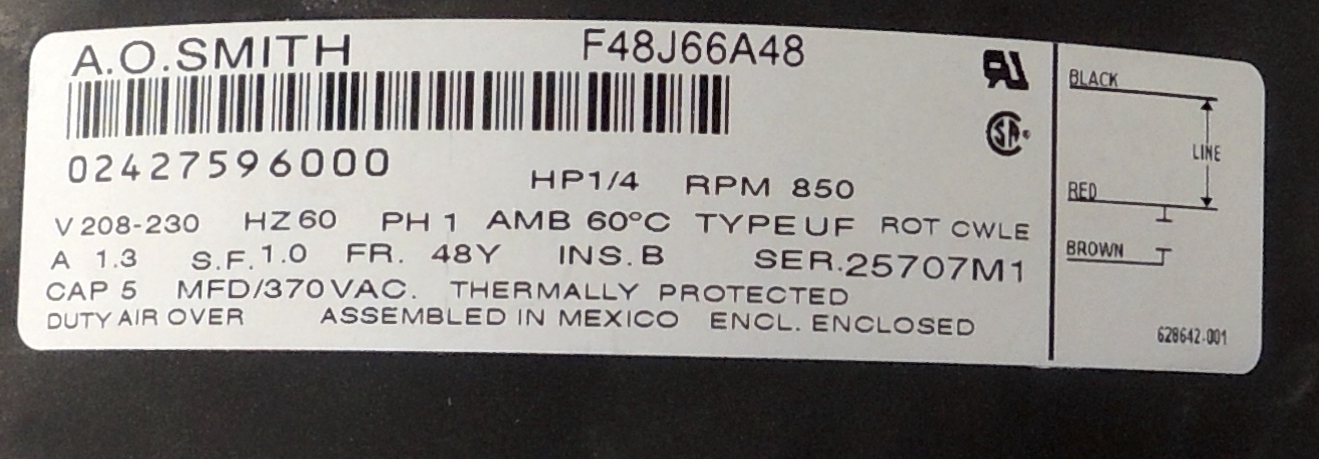 A.O.SMITH F48J66A48
02427596000
HP1/4 RPM 850
V 208-230 HZ 60 PH 1 AMB 60°C TYPE UF ROT CWLE
A 1.3 S.F. 1.0 FR. 48Y INS. B SER. 25707M1
CAP 5 MFD/370VAC. THERMALLY PROTECTED
DUTY AIR OVER ASSEMBLED IN MEXICO ENCL. ENCLOSED
SA®
BLACK
LINE
RED
BROWN
628642-001